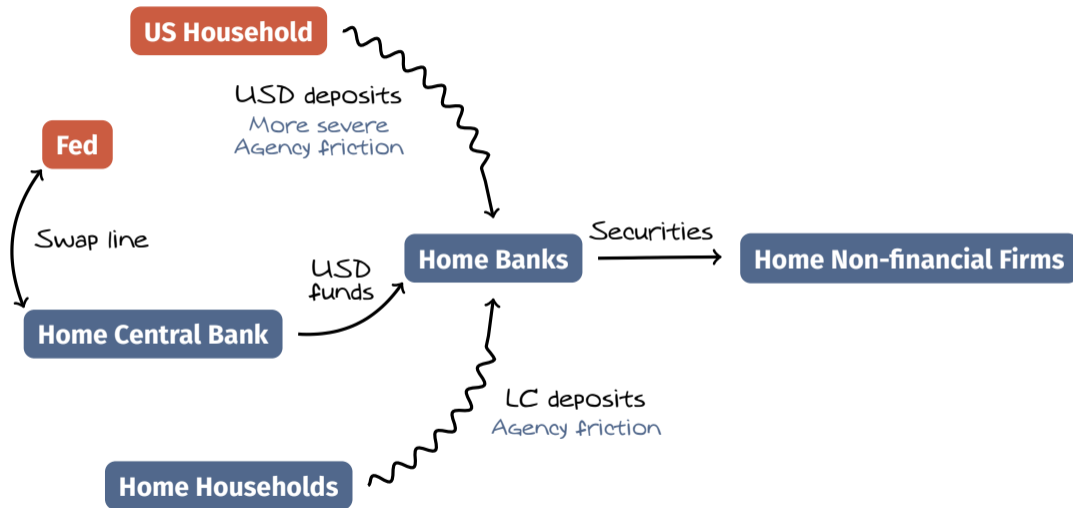 US Household
USD deposits
More severe
Agency friction
Fed
Swap line
USD
funds
Home Banks
Securities
Home Non-financial Firms
Home Central Bank
LC deposits
Agency friction
Home Households